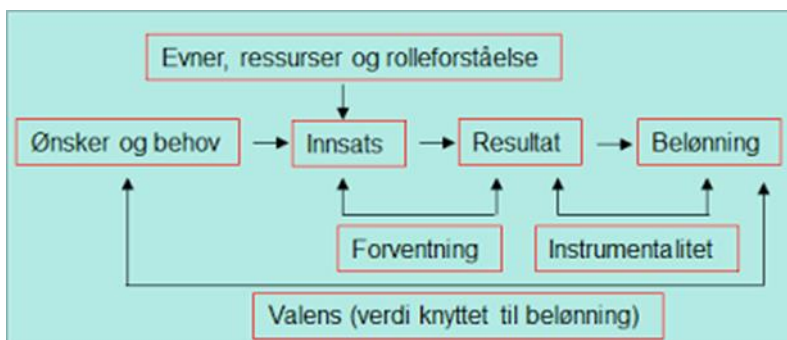 Evner, ressurser og rolleforståelse
Ønsker og behov
Innsats
Resultat
Belønning
Forventning
Instrumentalitet
Valens (verdi knyttet til belønning)